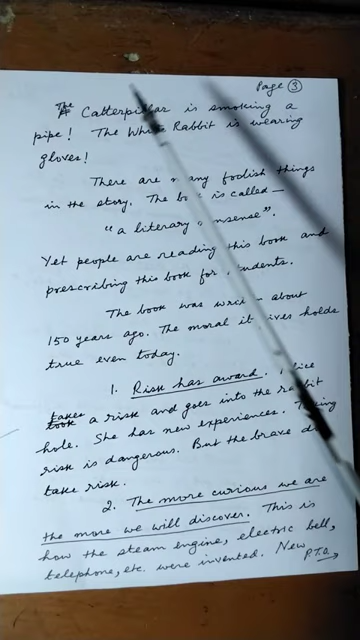 Page 3
The Catterpillar is smoking a
pipe! The White Rabbit is wearing
gloves!
There are many foolish things
in the story. The book is called —
"a literary nonsense".
Yet people are reading this book and
prescribing this book for students.
The book was about
150 years ago. The moral it gives holds
true even today.
1. Risk has award. Alice
takes a risk and goes into the rabbit
hole. She has new experiences. Taking
risk is dangerous. But the brave do
take risk.
2. The more curious we are
the more we will discover. This is
how the steam engine, electric bell,
telephone, etc. were invented. New
P.T.O.